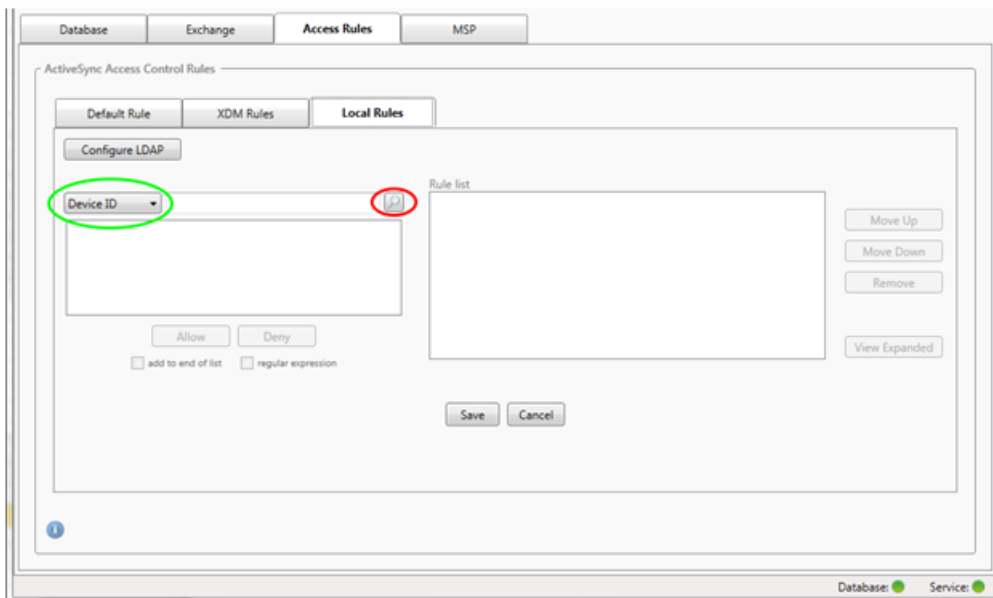 Database Exchange Access Rules MSP
ActiveSync Access Control Rules
Default Rule XDM Rules Local Rules
Configure LDAP
Device ID
Rule list
Move Up
Move Down
Remove
View Expanded
Allow Deny
add to end of list regular expression
Save Cancel
Database: Service: